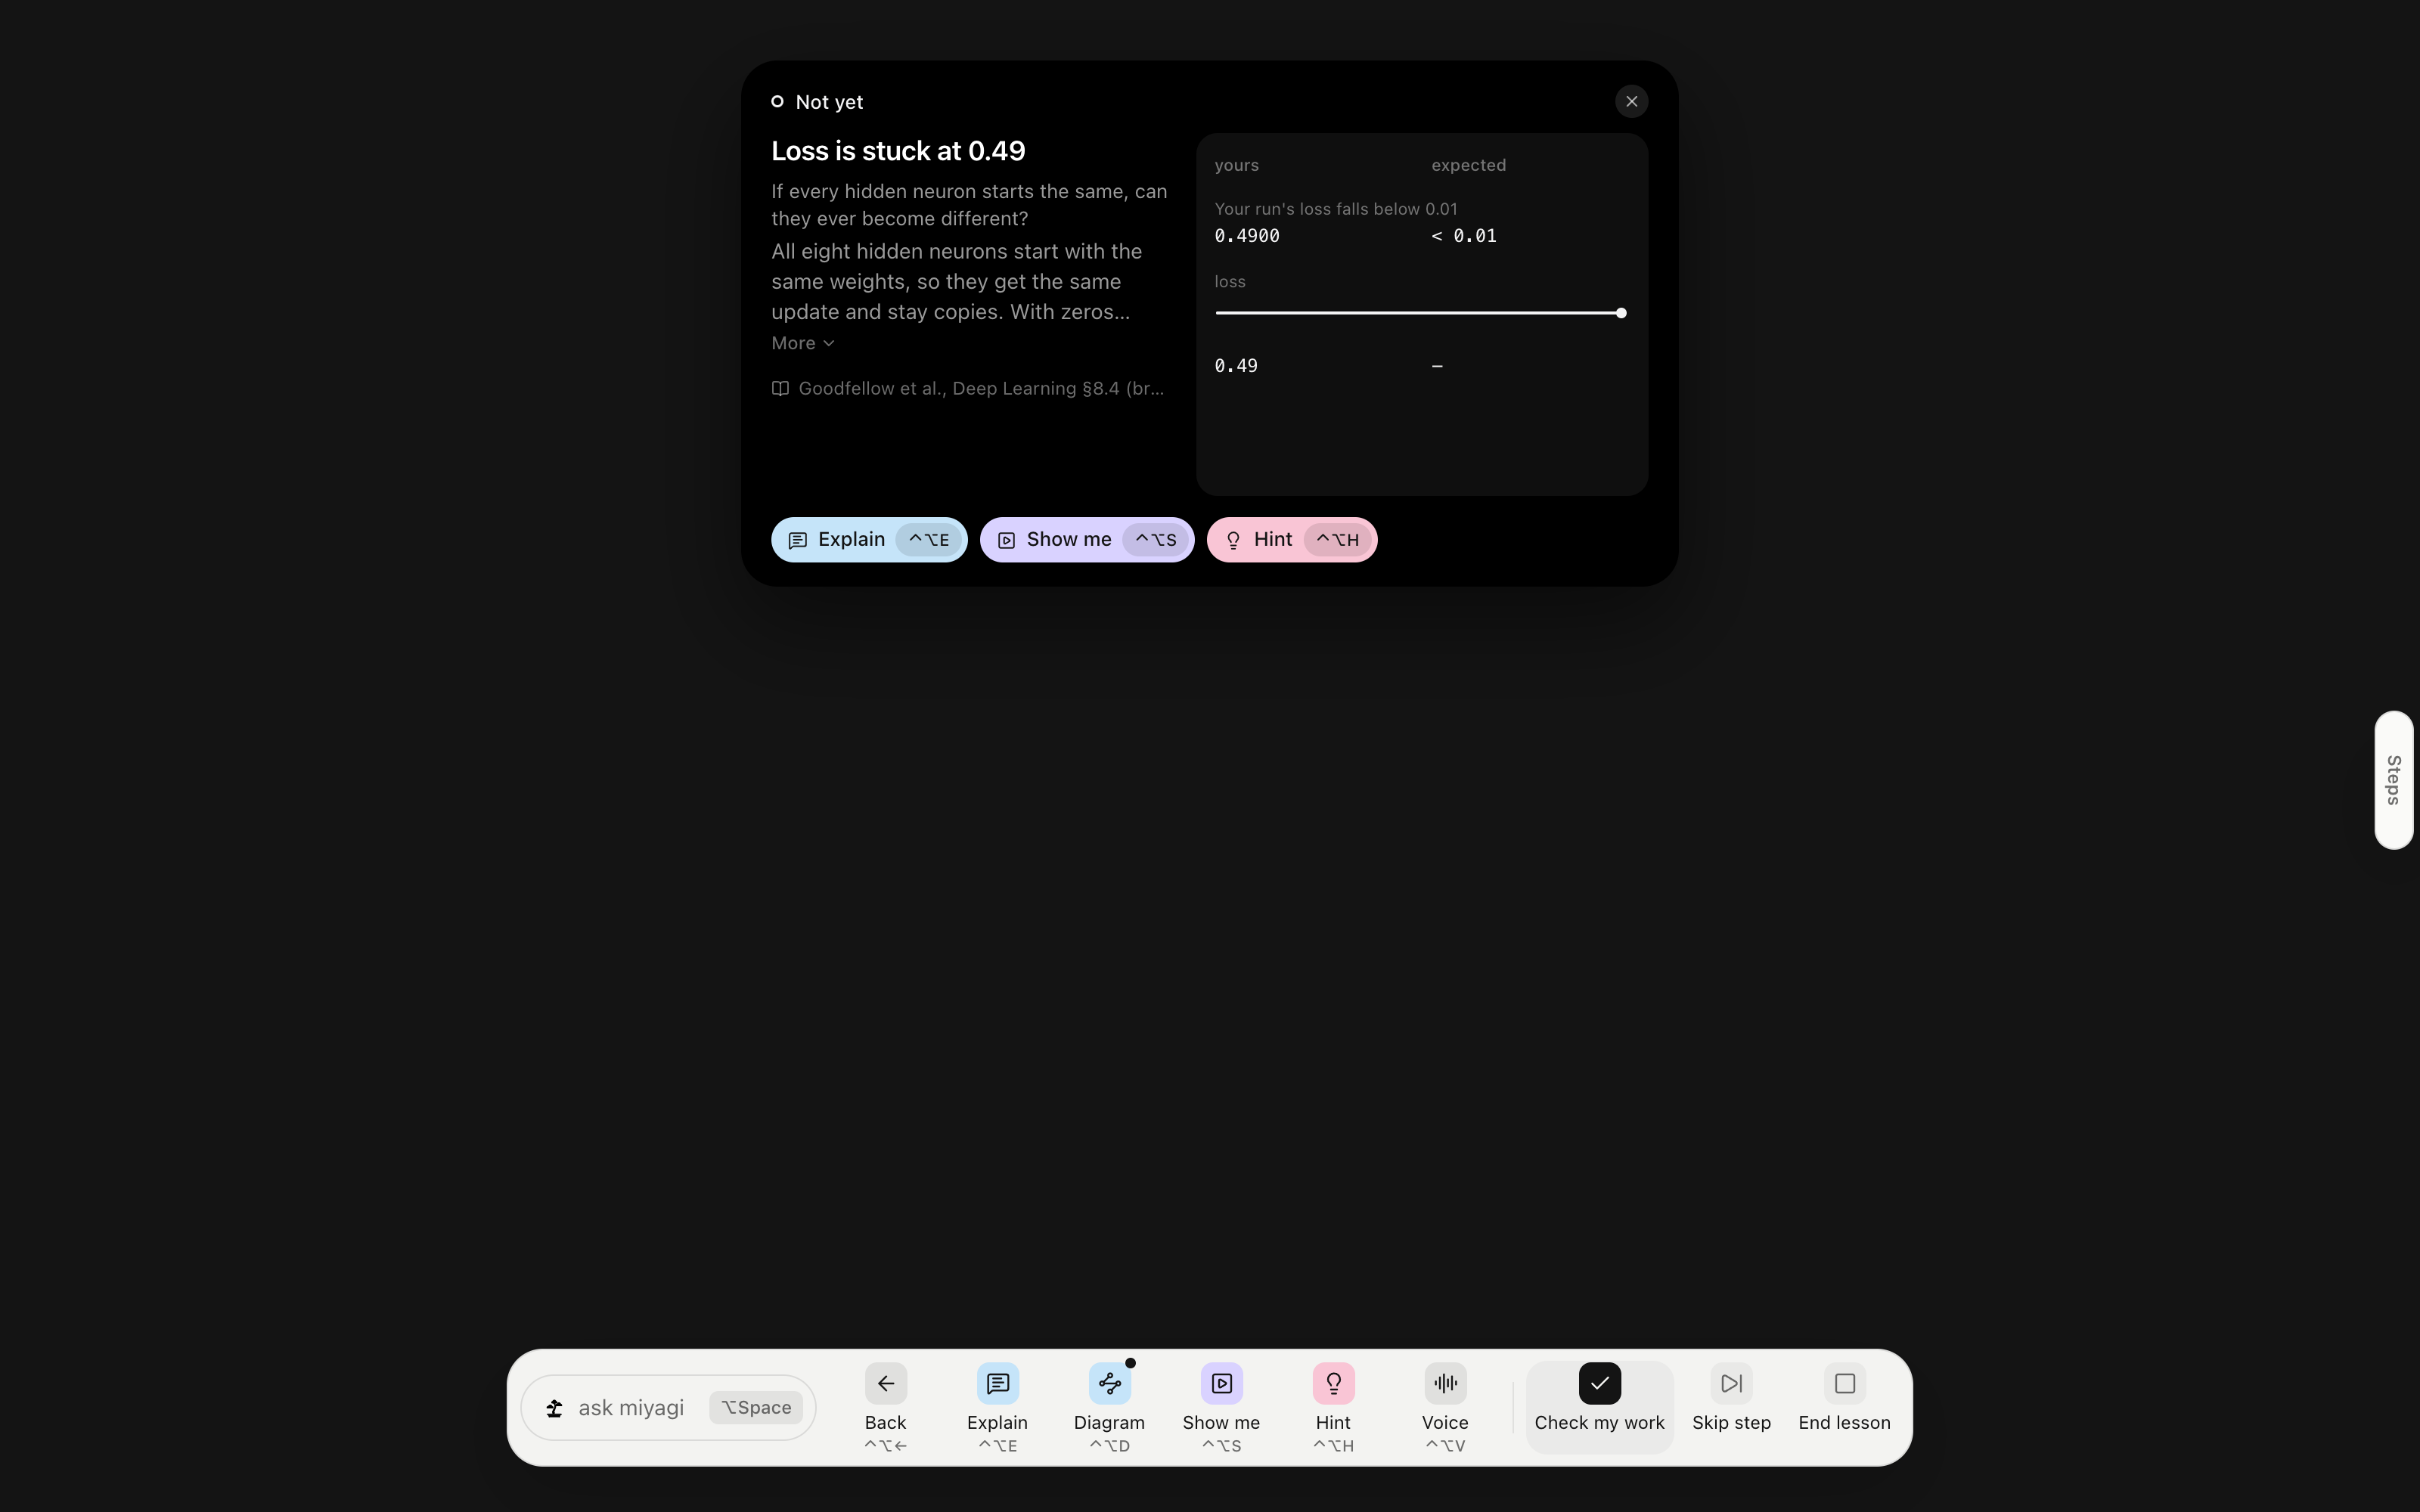 Not yet
Loss is stuck at 0.49
If every hidden neuron starts the same, can
they ever become different?
All eight hidden neurons start with the
same weights, so they get the same
update and stay copies. With zeros...
More
Goodfellow et al., Deep Learning §8.4 (br...
yours expected
Your run's loss falls below 0.01
0.4900 < 0.01
loss
0.49 —
Explain ^⌥E
Show me ^⌥S
Hint ^⌥H
Steps
ask miyagi ⌥Space
Back ^⌥←
Explain ^⌥E
Diagram ^⌥D
Show me ^⌥S
Hint ^⌥H
Voice ^⌥V
Check my work
Skip step
End lesson